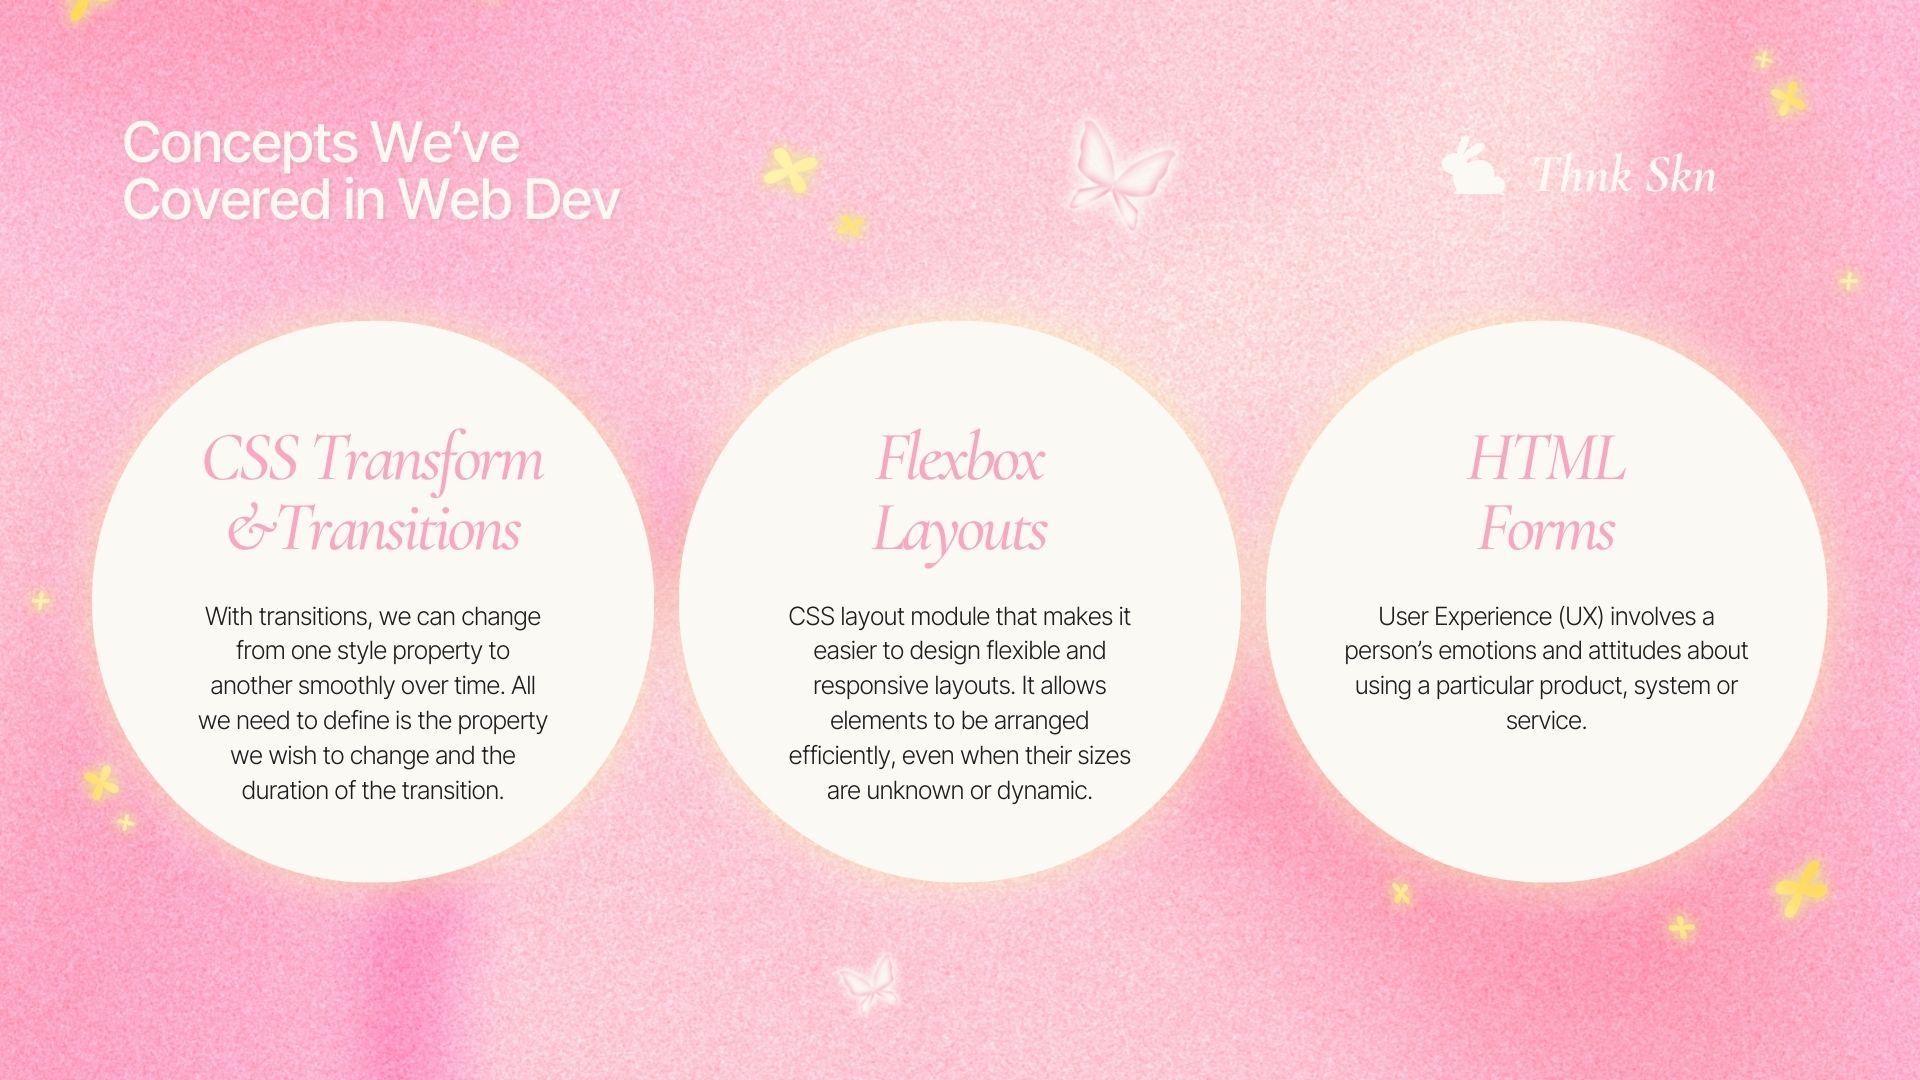 Concepts We’ve
Covered in Web Dev
Thnk Skn
CSS Transform
&Transitions
With transitions, we can change
from one style property to
another smoothly over time. All
we need to define is the property
we wish to change and the
duration of the transition.
Flexbox
Layouts
CSS layout module that makes it
easier to design flexible and
responsive layouts. It allows
elements to be arranged
efficiently, even when their sizes
are unknown or dynamic.
HTML
Forms
User Experience (UX) involves a
person’s emotions and attitudes about
using a particular product, system or
service.